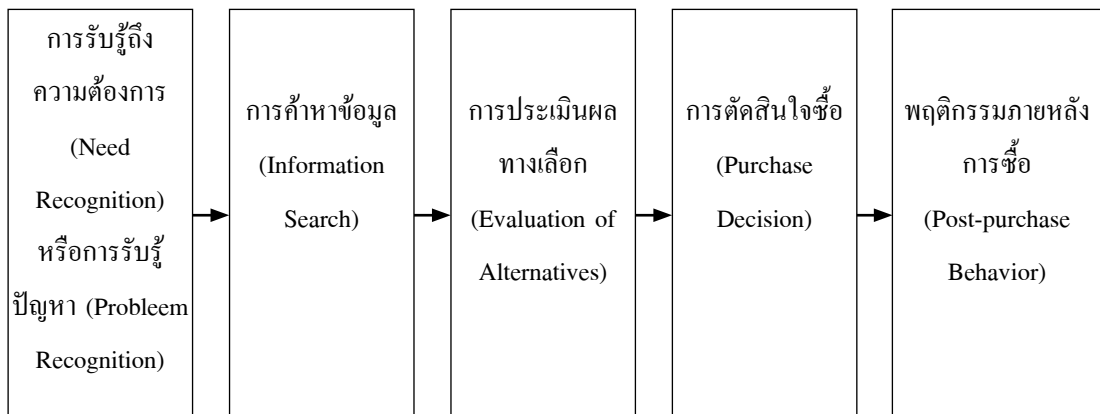 การรับรู้ถึง
ความต้องการ
(Need
Recognition)
หรือการรับรู้
ปัญหา (Probleem
Recognition)
การค้าหาข้อมูล
(Information
Search)
การประเมินผล
ทางเลือก
(Evaluation of
Alternatives)
การตัดสินใจซื้อ
(Purchase
Decision)
พฤติกรรมภายหลัง
การซื้อ
(Post-purchase
Behavior)